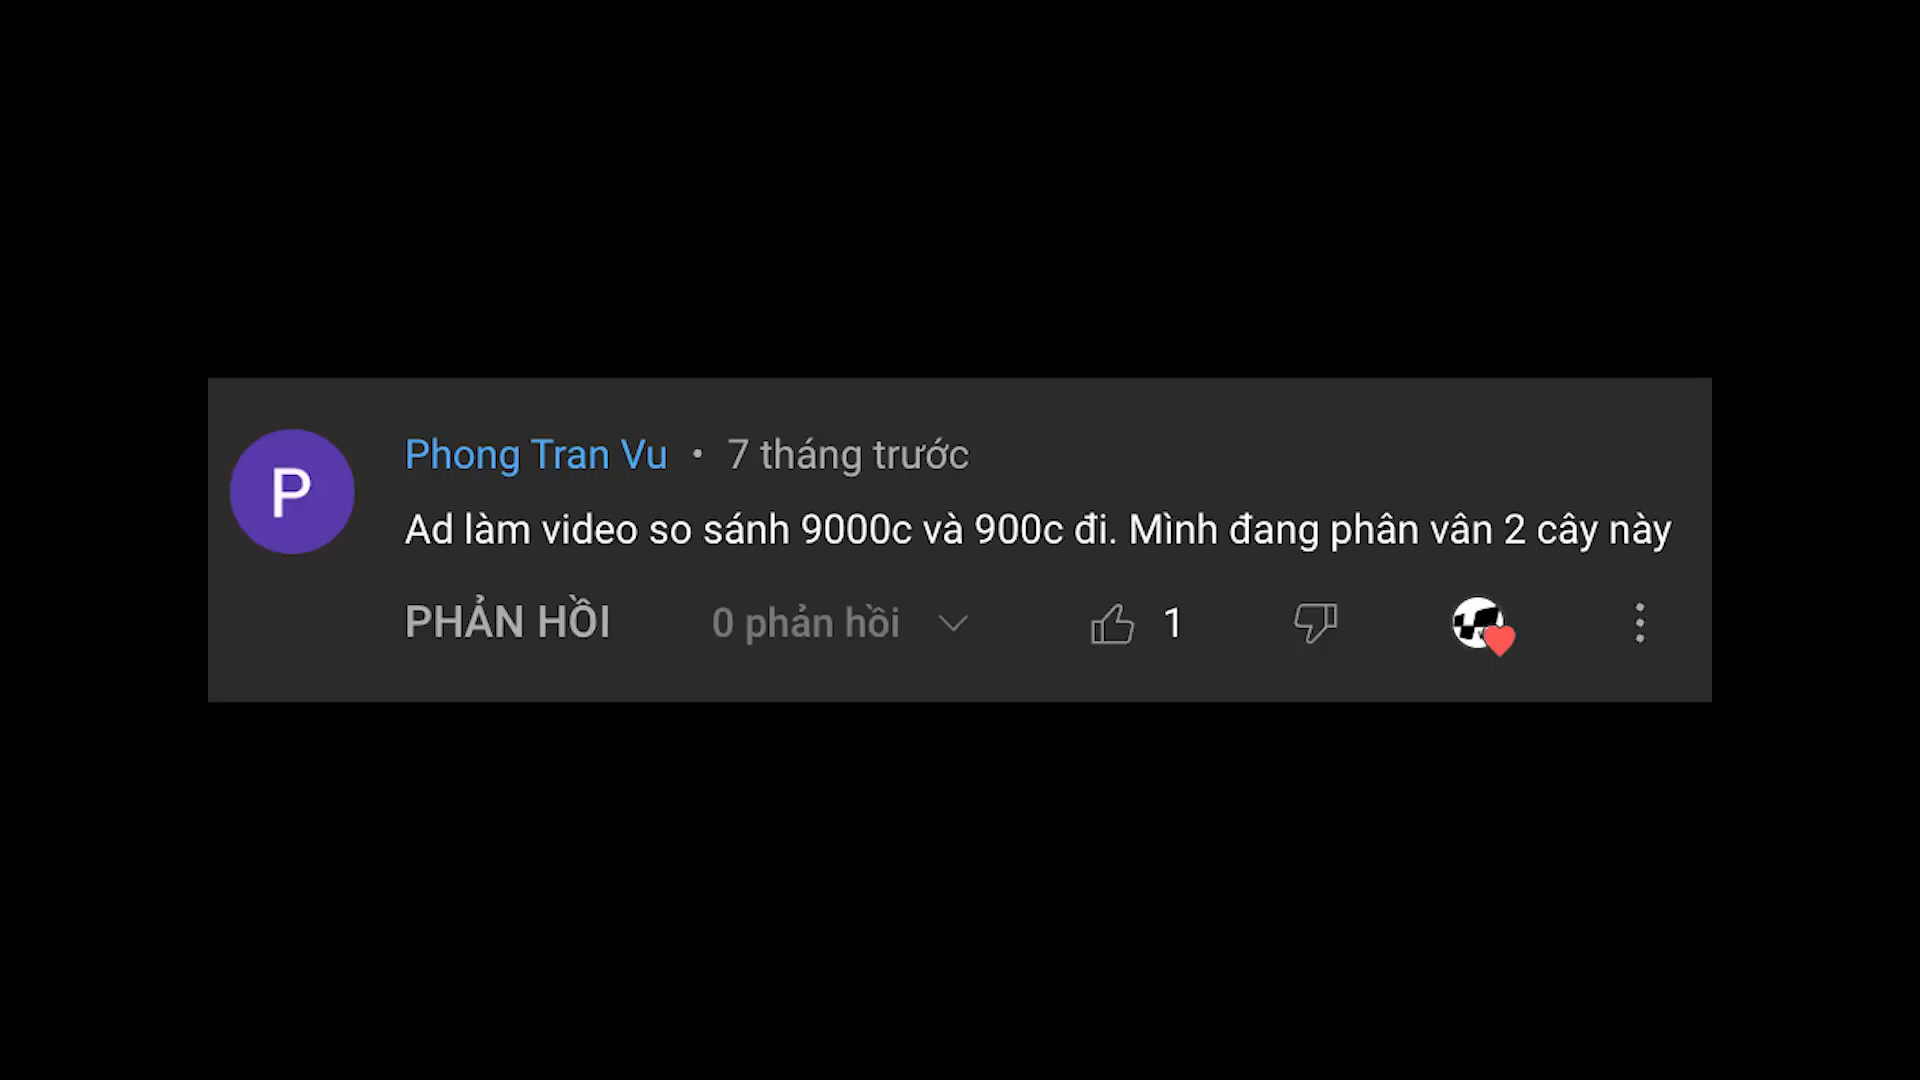 P
Phong Tran Vu • 7 tháng trước
Ad làm video so sánh 9000c và 900c đi. Mình đang phân vân 2 cây này
PHẢN HỒI 0 phản hồi 1